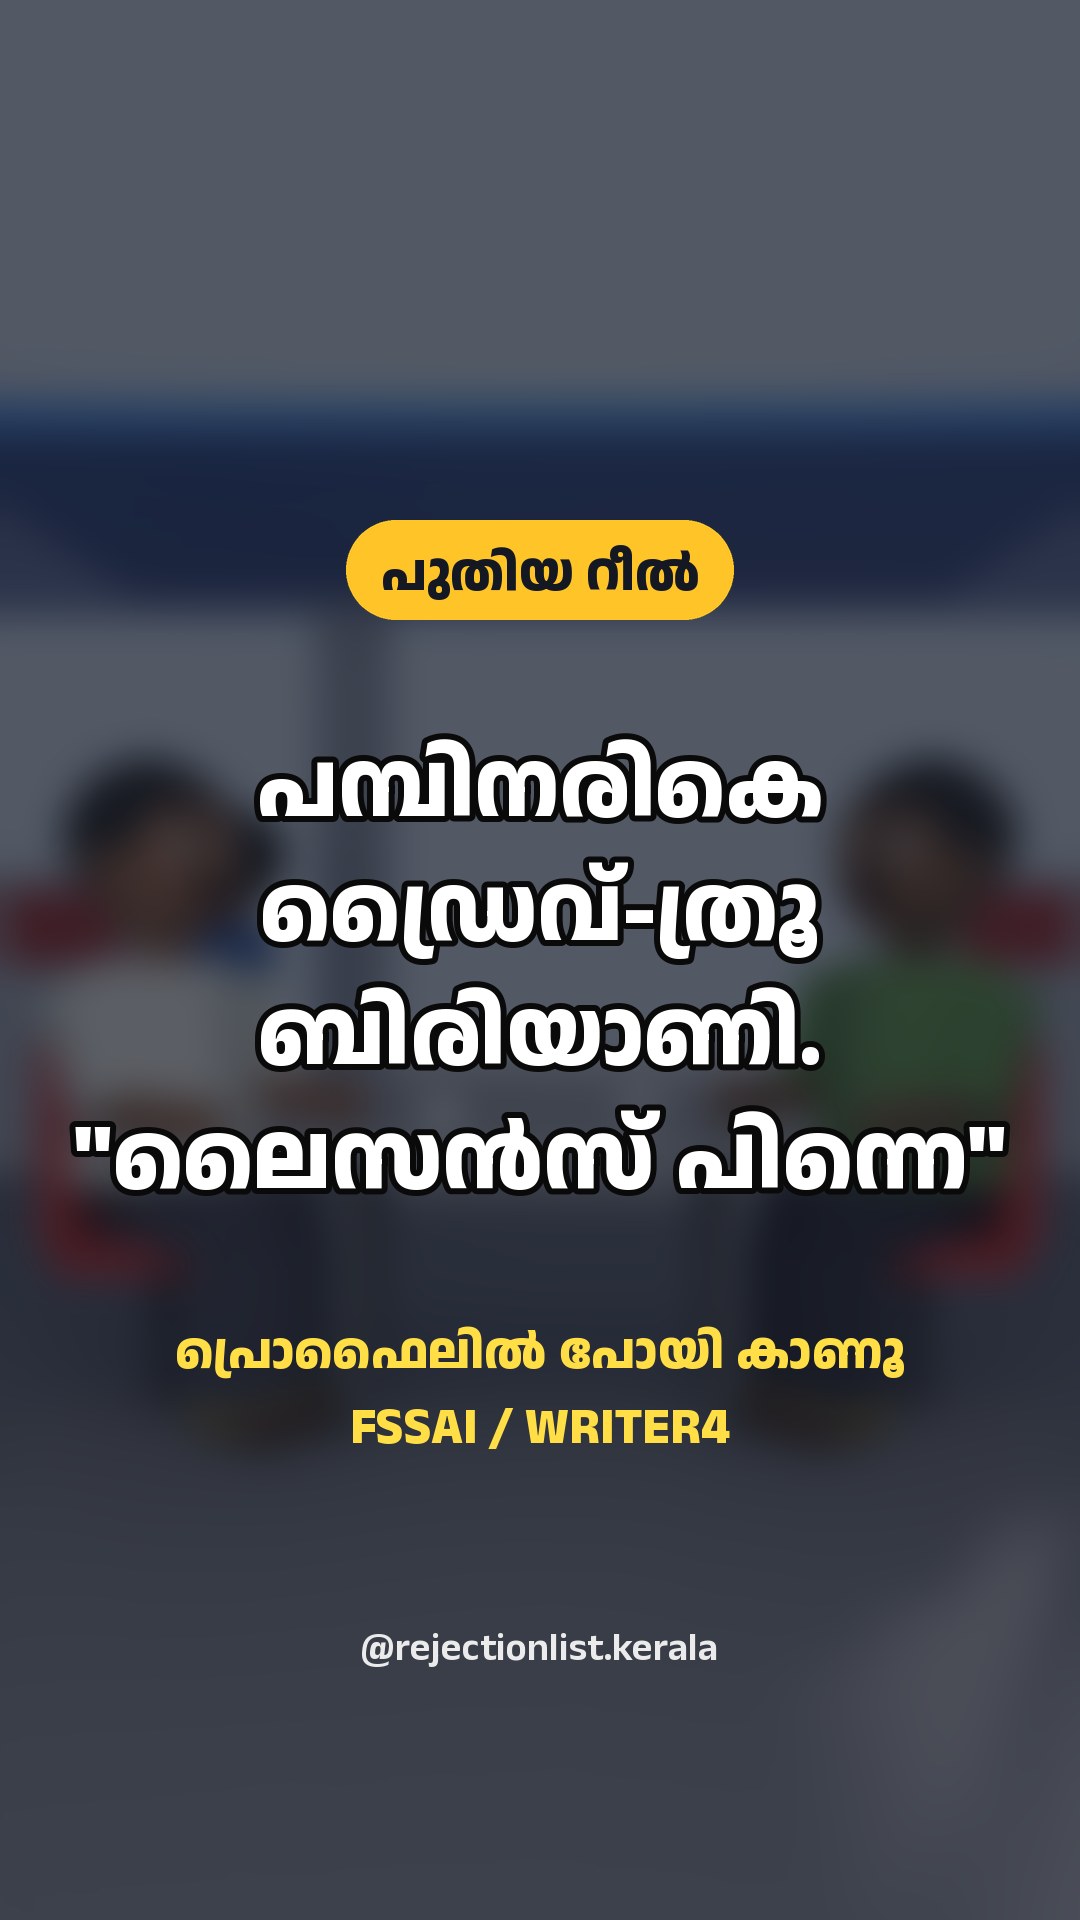 പുതിയ റീൽ
പമ്പിനരികെ
ഡ്രൈവ്-ത്രൂ
ബിരിയാണി.
"ലൈസൻസ് പിന്നെ"
പ്രൊഫൈലിൽ പോയി കാണൂ
FSSAI / WRITER4
@rejectionlist.kerala